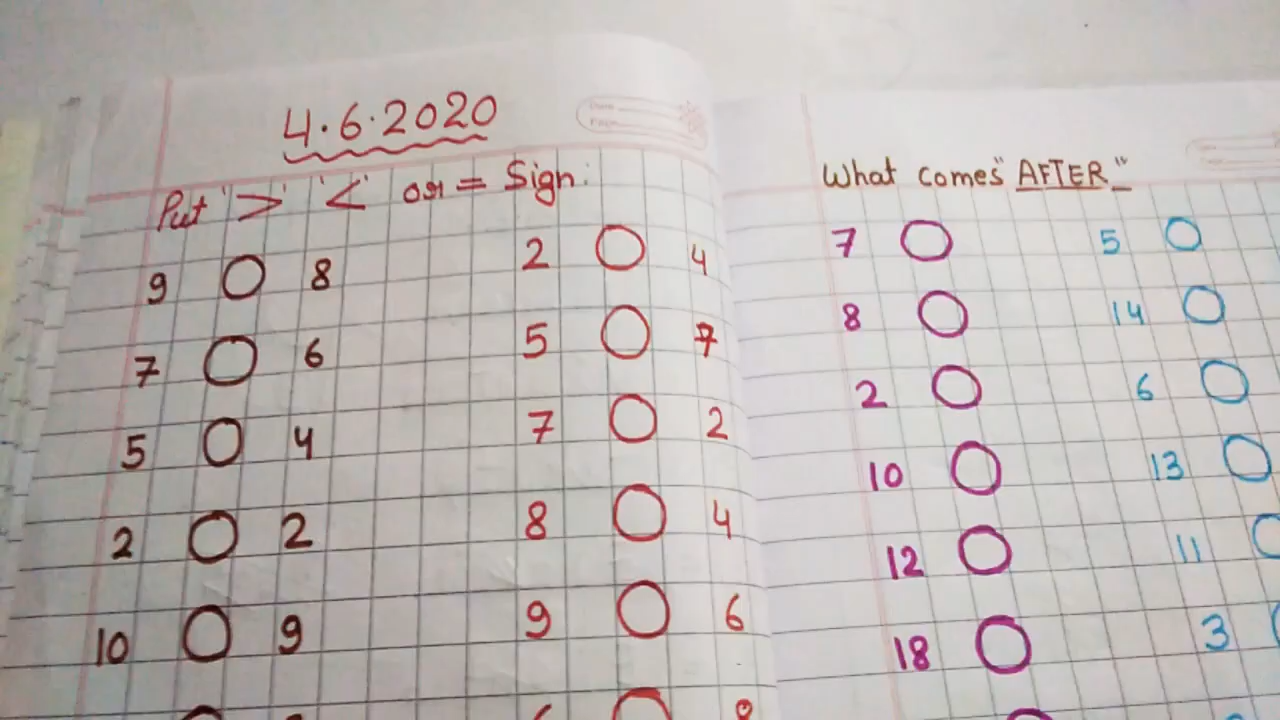 4.6.2020
Put '>' '<' or = Sign:
9 ◯ 8
7 ◯ 6
5 ◯ 4
2 ◯ 2
10 ◯ 9
2 ◯ 4
5 ◯ 7
7 ◯ 2
8 ◯ 4
9 ◯ 6
What comes "AFTER"
7 ◯
8 ◯
2 ◯
10 ◯
12 ◯
18 ◯
5 ◯
14 ◯
6 ◯
13 ◯
11 ◯
3 ◯